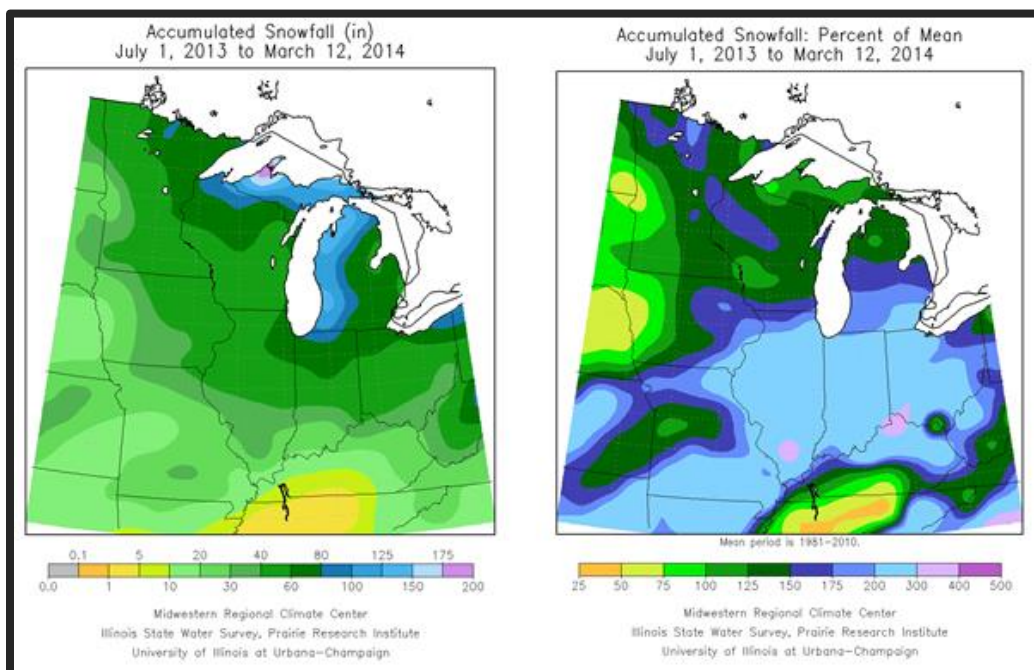 Accumulated Snowfall (in)
July 1, 2013 to March 12, 2014
0.1 5 20 40 80 125 175
0.0 1 10 30 60 100 150 200
Midwestern Regional Climate Center
Illinois State Water Survey, Prairie Research Institute
University of Illinois at Urbana-Champaign
Accumulated Snowfall: Percent of Mean
July 1, 2013 to March 12, 2014
Mean period is 1981-2010.
25 50 75 100 125 150 175 200 300 400 500
Midwestern Regional Climate Center
Illinois State Water Survey, Prairie Research Institute
University of Illinois at Urbana-Champaign